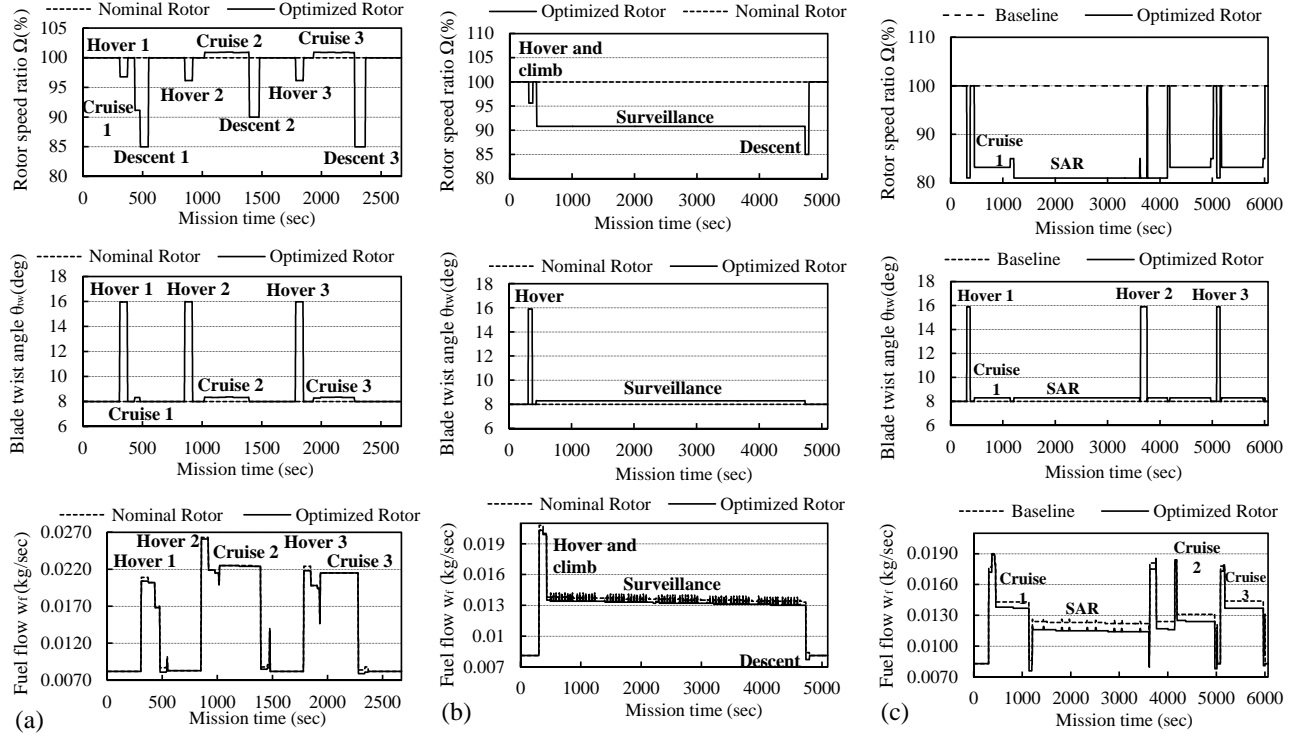 Optimized Rotor Nominal Rotor
Rotor speed ratio Ω(%)
105
100
95
90
85
80
Hover 1
Cruise 2
Cruise 3
Cruise
1
Hover 2
Hover 3
Descent 1
Descent 2
Descent 3
0 500 1000 1500 2000 2500
Mission time (sec)
Optimized Rotor Nominal Rotor
Rotor speed ratio Ω(%)
110
105
100
95
90
85
80
Hover and
climb
Surveillance
Descent
0 1000 2000 3000 4000 5000
Mission time (sec)
Baseline Optimized Rotor
Rotor speed ratio Ω(%)
110
100
90
80
Cruise
1
SAR
0 1000 2000 3000 4000 5000 6000
Mission time (sec)
Nominal Rotor Optimized Rotor
Blade twist angle θtw(deg)
18
16
14
12
10
8
6
Hover 1 Hover 2 Hover 3
Cruise 2
Cruise 3
Cruise 1
0 500 1000 1500 2000 2500
Mission time (sec)
Nominal Rotor Optimized Rotor
Blade twist angle θtw(deg)
18
16
14
12
10
8
6
Hover
Surveillance
0 1000 2000 3000 4000 5000
Mission time (sec)
Baseline Optimized Rotor
Blade twist angle θtw(deg)
18
16
14
12
10
8
6
Hover 1
Hover 2 Hover 3
Cruise
1
SAR
0 1000 2000 3000 4000 5000 6000
Mission time (sec)
Nominal Rotor Optimized Rotor
Fuel flow wf (kg/sec)
0.0270
0.0220
0.0170
0.0120
0.0070
Hover 2
Hover 3
Hover 1
Cruise 2
Cruise 3
0 500 1000 1500 2000 2500
Mission time (sec)
(a)
Nominal Rotor Optimized Rotor
Fuel flow wf (kg/sec)
0.019
0.016
0.013
0.01
0.007
Hover and
climb
Surveillance
Descent
0 1000 2000 3000 4000 5000
Mission time (sec)
(b)
Baseline Optimized Rotor
Fuel flow wf (kg/sec)
0.0190
0.0170
0.0150
0.0130
0.0110
0.0090
0.0070
Cruise
1
SAR
Cruise
2
Cruise
3
0 1000 2000 3000 4000 5000 6000
Mission time (sec)
(c)